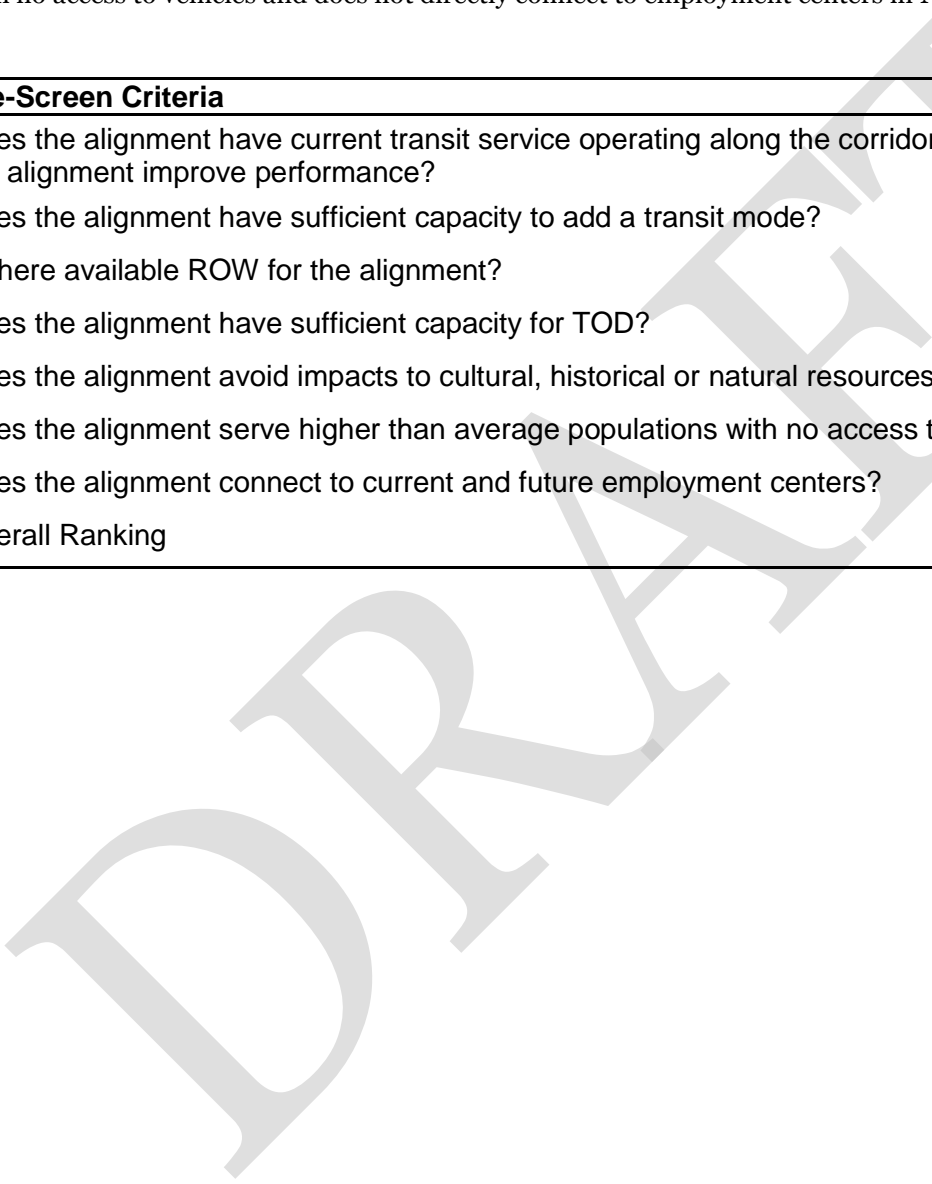 no access to vehicles and does not directly connect to employment centers in
e-Screen Criteria
es the alignment have current transit service operating along the corridor
alignment improve performance?
es the alignment have sufficient capacity to add a transit mode?
here available ROW for the alignment?
es the alignment have sufficient capacity for TOD?
es the alignment avoid impacts to cultural, historical or natural resources
es the alignment serve higher than average populations with no access t
es the alignment connect to current and future employment centers?
erall Ranking
DRAFT